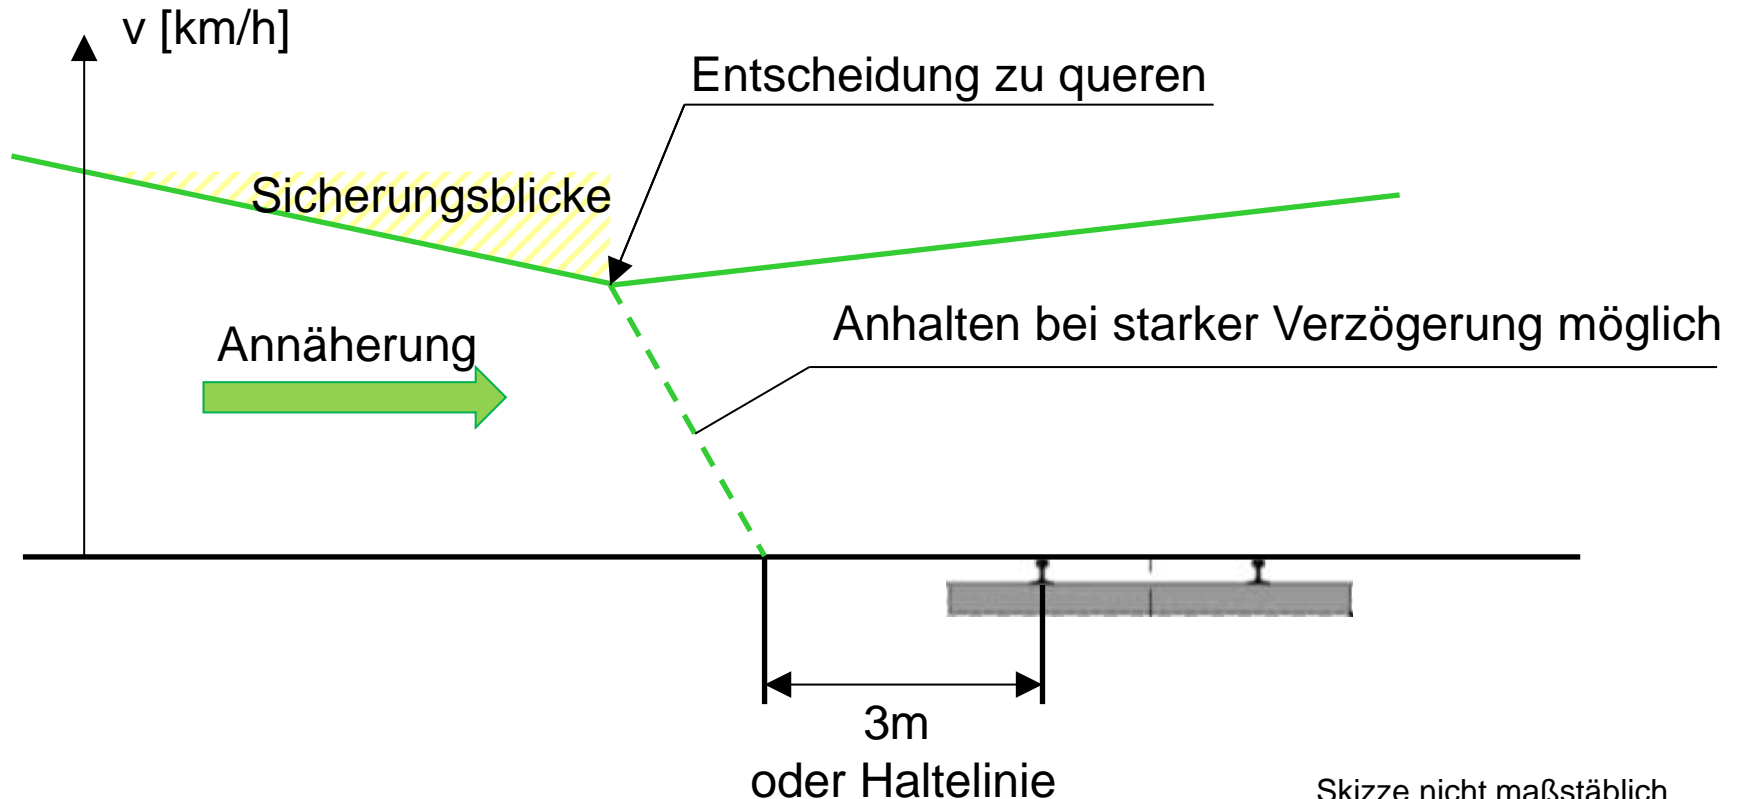 v [km/h]
Entscheidung zu queren
Sicherungsblicke
Anhalten bei starker Verzögerung möglich
Annäherung
3m
oder Haltelinie
Skizze nicht maßstäblich